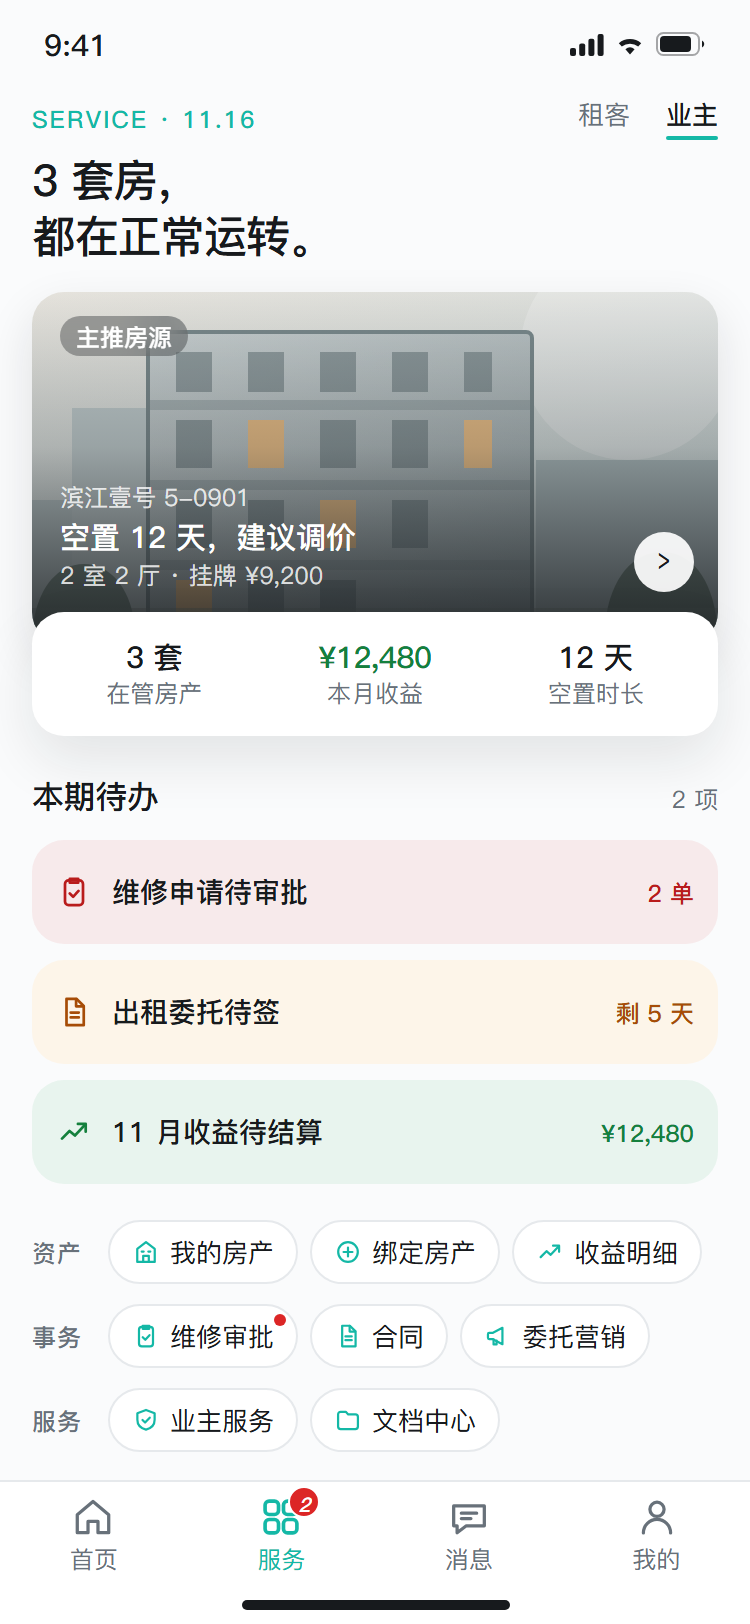 9:41
SERVICE · 11.16
租客
业主
3 套房，
都在正常运转。
主推房源
滨江壹号 5-0901
空置 12 天，建议调价
2 室 2 厅 · 挂牌 ¥9,200
3 套
¥12,480
12 天
在管房产
本月收益
空置时长
本期待办
2 项
维修申请待审批
2 单
出租委托待签
剩 5 天
11 月收益待结算
¥12,480
资产
我的房产
绑定房产
收益明细
事务
维修审批
合同
委托营销
服务
业主服务
文档中心
2
首页
服务
消息
我的